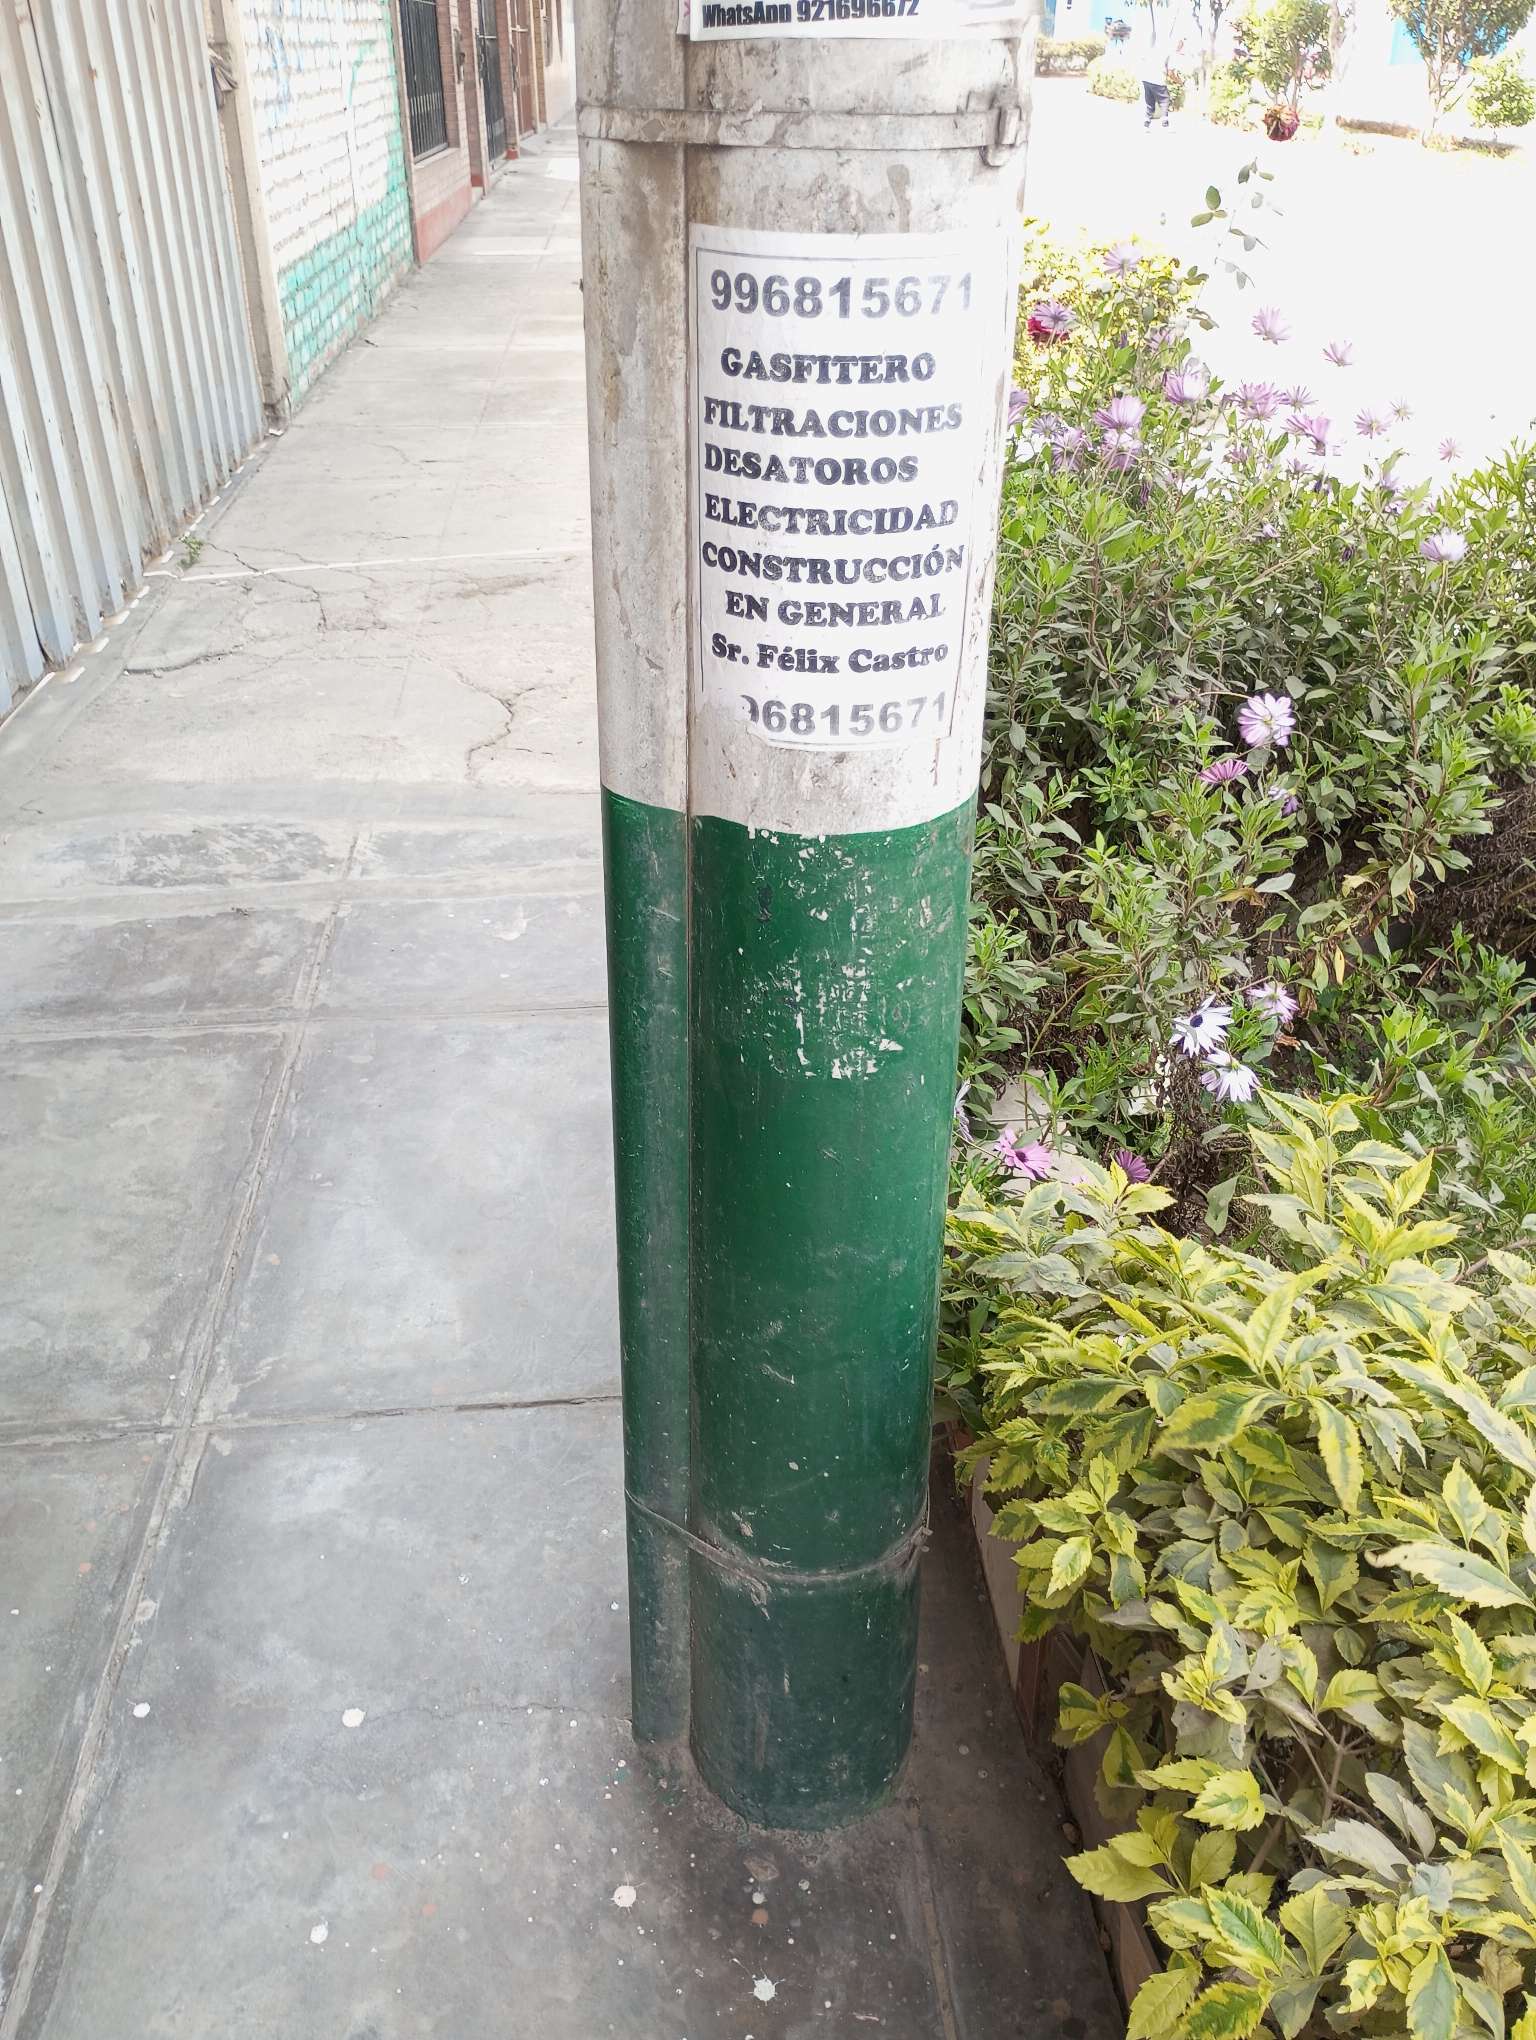 WhatsApp 921696672
996815671
GASFITERO
FILTRACIONES
DESATOROS
ELECTRICIDAD
CONSTRUCCIÓN
EN GENERAL
Sr. Félix Castro
96815671